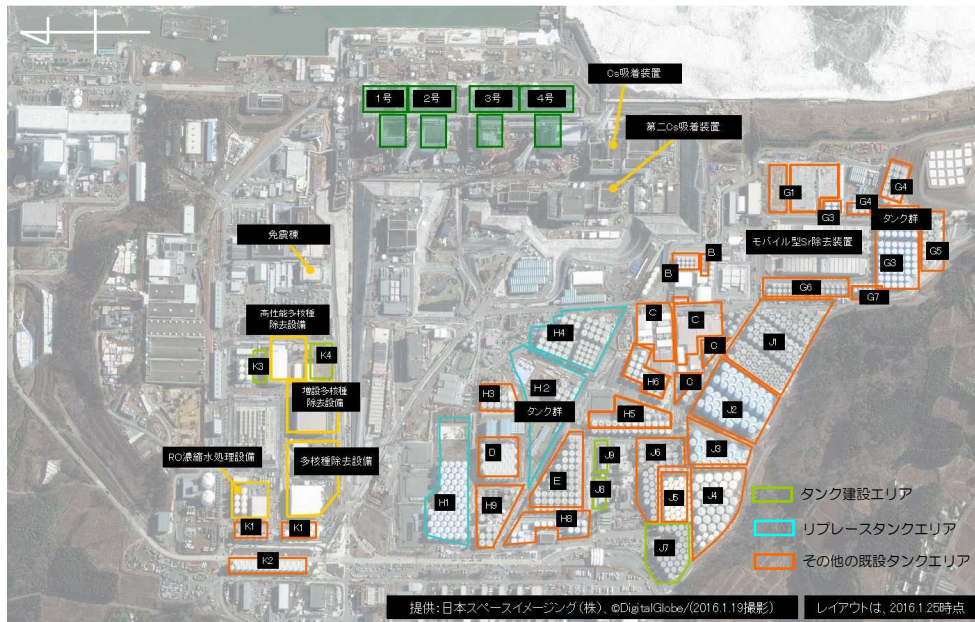 Cs吸着装置
1号
2号
3号
4号
第二Cs吸着装置
G1
G4
G3
G4
タンク群
免震棟
モバイル型Sr除去装置
B
G5
B
G3
G6
G7
高性能多核種
除去設備
H4
C
C
J1
K3
K4
C
H2
H6
C
増設多核種
除去設備
H3
タンク群
J2
H5
RO濃縮水処理設備
多核種除去設備
D
J9
J6
J3
E
J5
J4
J8
タンク建設エリア
H1
H9
H8
リプレースタンクエリア
K1
K1
J7
その他の既設タンクエリア
K2
提供:日本スペースイメージング(株)、©DigitalGlobe/(2016.1.19撮影)
レイアウトは、2016.1.25時点